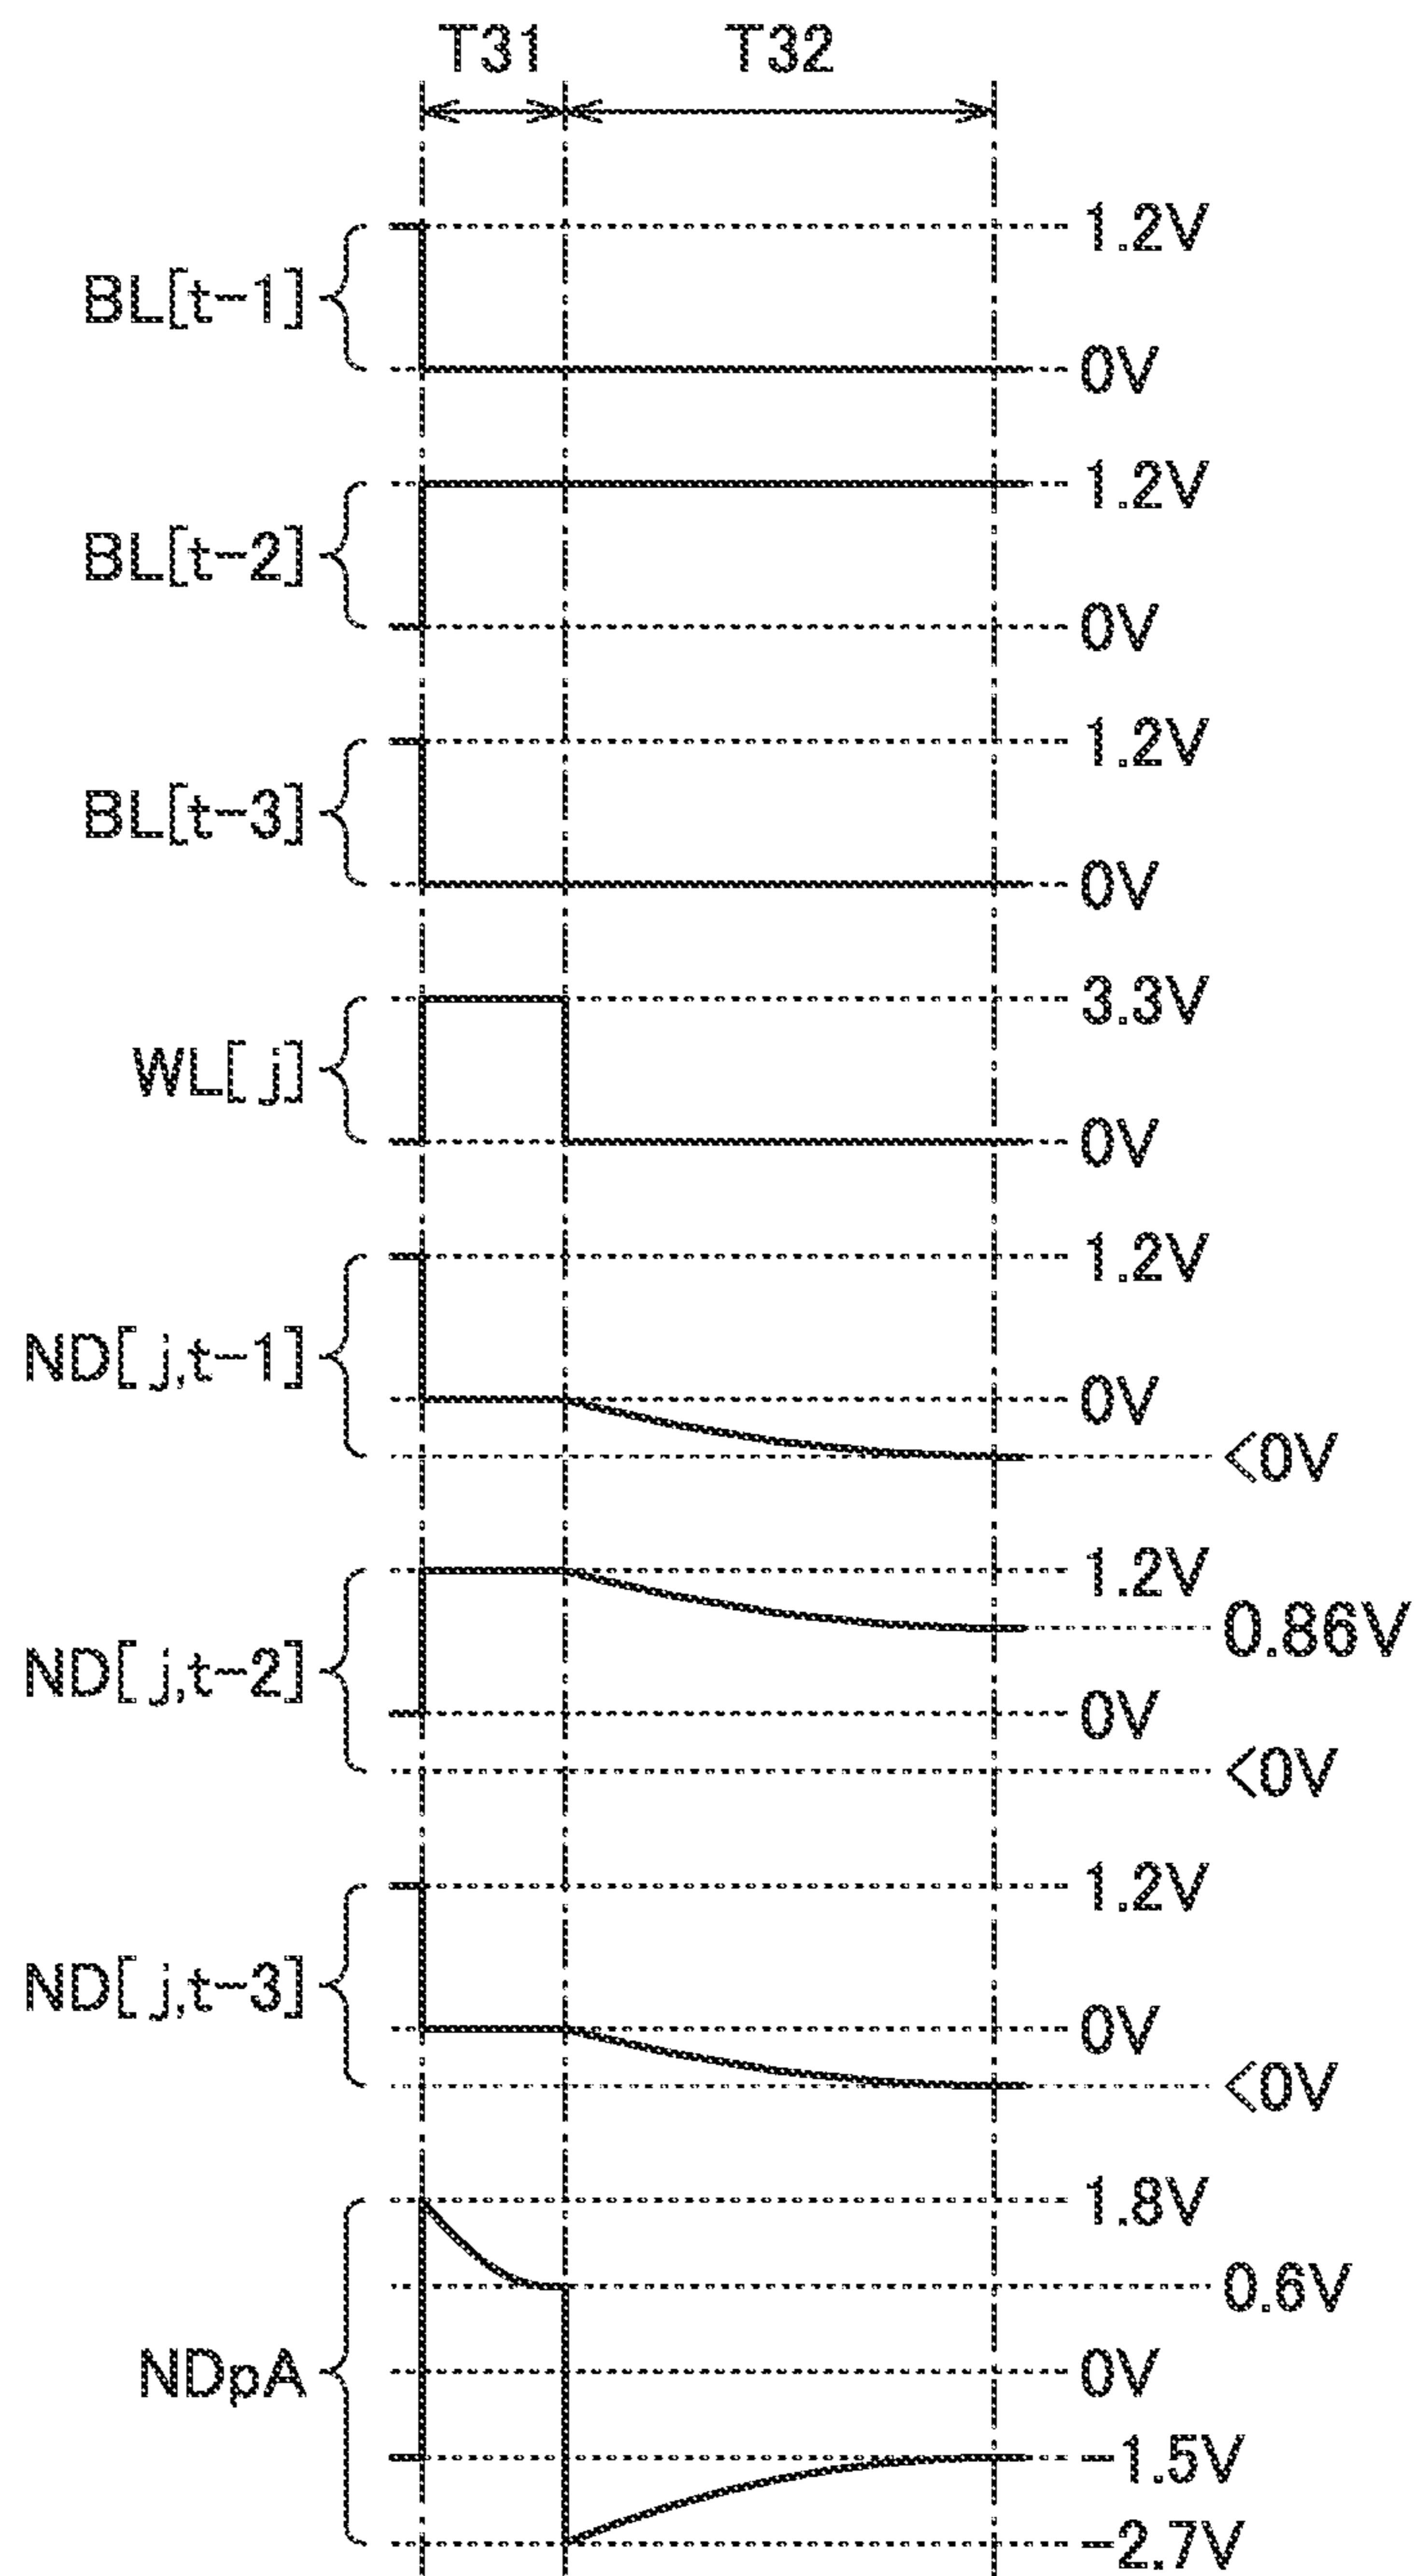 T31 T32
1.2V
BL[t-1]
0V
1.2V
BL[t-2]
0V
1.2V
BL[t-3]
0V
3.3V
WL[j]
0V
1.2V
ND[j,t-1]
0V
<0V
1.2V
0.86V
ND[j,t-2]
0V
<0V
1.2V
ND[j,t-3]
0V
<0V
1.8V
0.6V
NDpA
0V
-1.5V
-2.7V